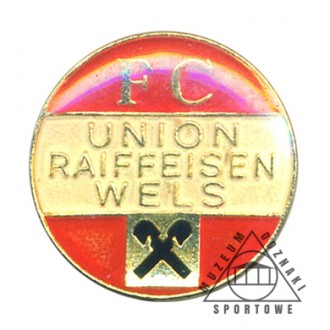 FC
UNION
RAIFFEISEN
WELS
MUZEUM ODZNAKI
SPORTOWE